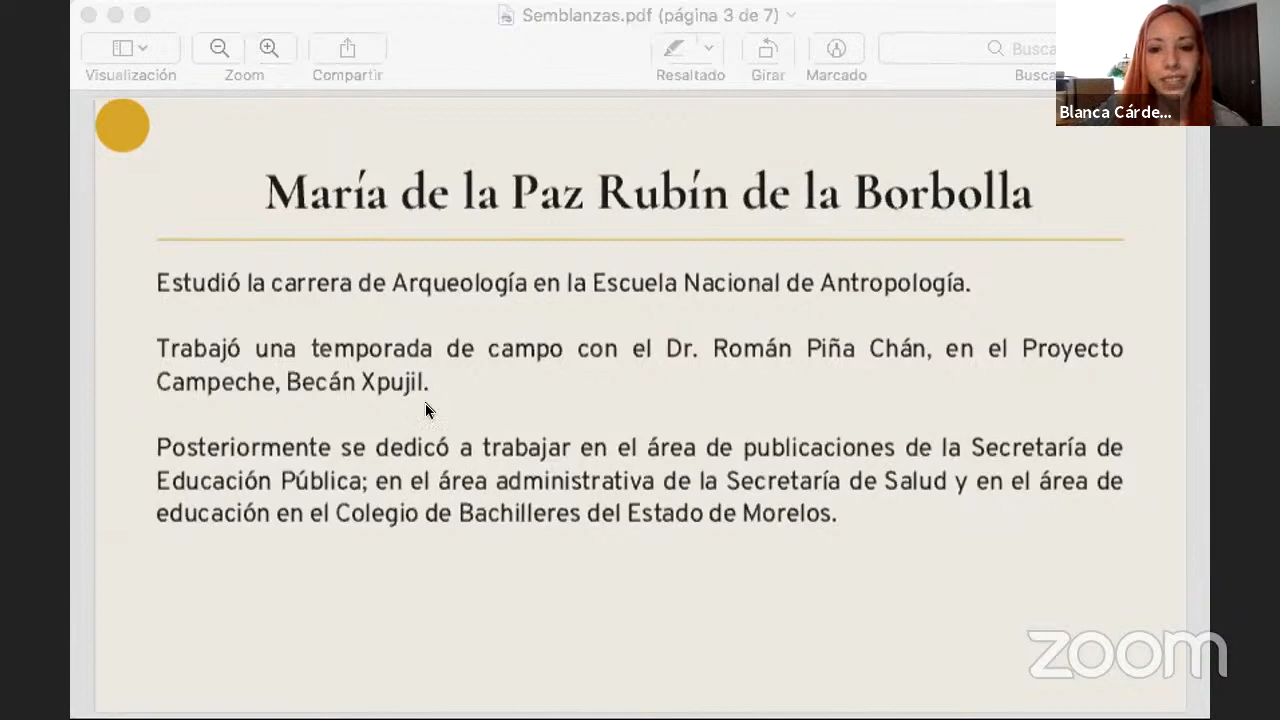 Semblanzas.pdf (página 3 de 7)
Visualización
Zoom
Compartir
Resaltado
Girar
Marcado
Busca
Busca
Blanca Cárde...
María de la Paz Rubín de la Borbolla
Estudió la carrera de Arqueología en la Escuela Nacional de Antropología.
Trabajó una temporada de campo con el Dr. Román Piña Chán, en el Proyecto
Campeche, Becán Xpujil.
Posteriormente se dedicó a trabajar en el área de publicaciones de la Secretaría de
Educación Pública; en el área administrativa de la Secretaría de Salud y en el área de
educación en el Colegio de Bachilleres del Estado de Morelos.
zoom